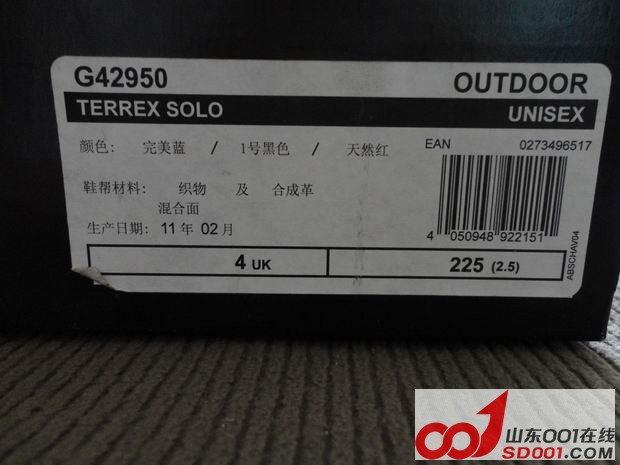 G42950 OUTDOOR
TERREX SOLO UNISEX
颜色: 完美蓝 / 1号黑色 / 天然红 EAN 0273496517
鞋帮材料: 织物 及 合成革
混合面
生产日期: 11 年 02 月
4 050948 922151
ABSCHAV04
4 UK 225 (2.5)
山东001在线
SD001.COM